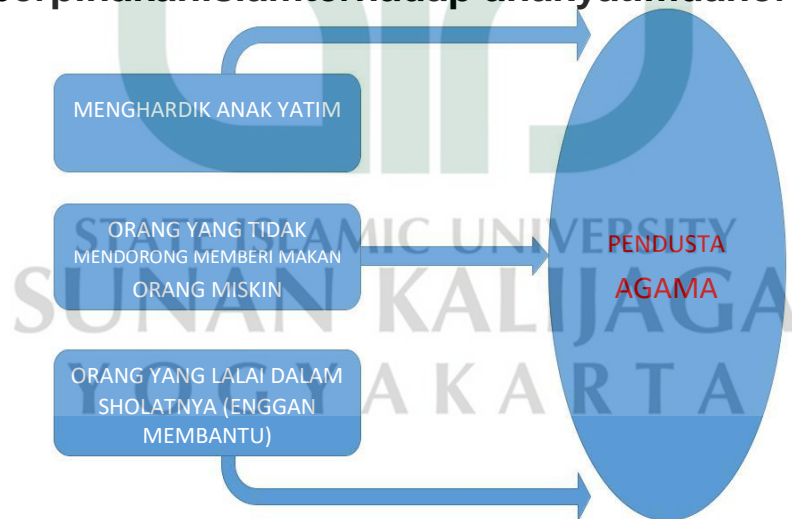 MENGHARDIK ANAK YATIM
ORANG YANG TIDAK
MENDORONG MEMBERI MAKAN
ORANG MISKIN
PENDUSTA
AGAMA
ORANG YANG LALAI DALAM
SHOLATNYA (ENGGAN
MEMBANTU)
STATE ISLAMIC UNIVERSITY
SUNAN KALIJAGA
YOGYAKARTA